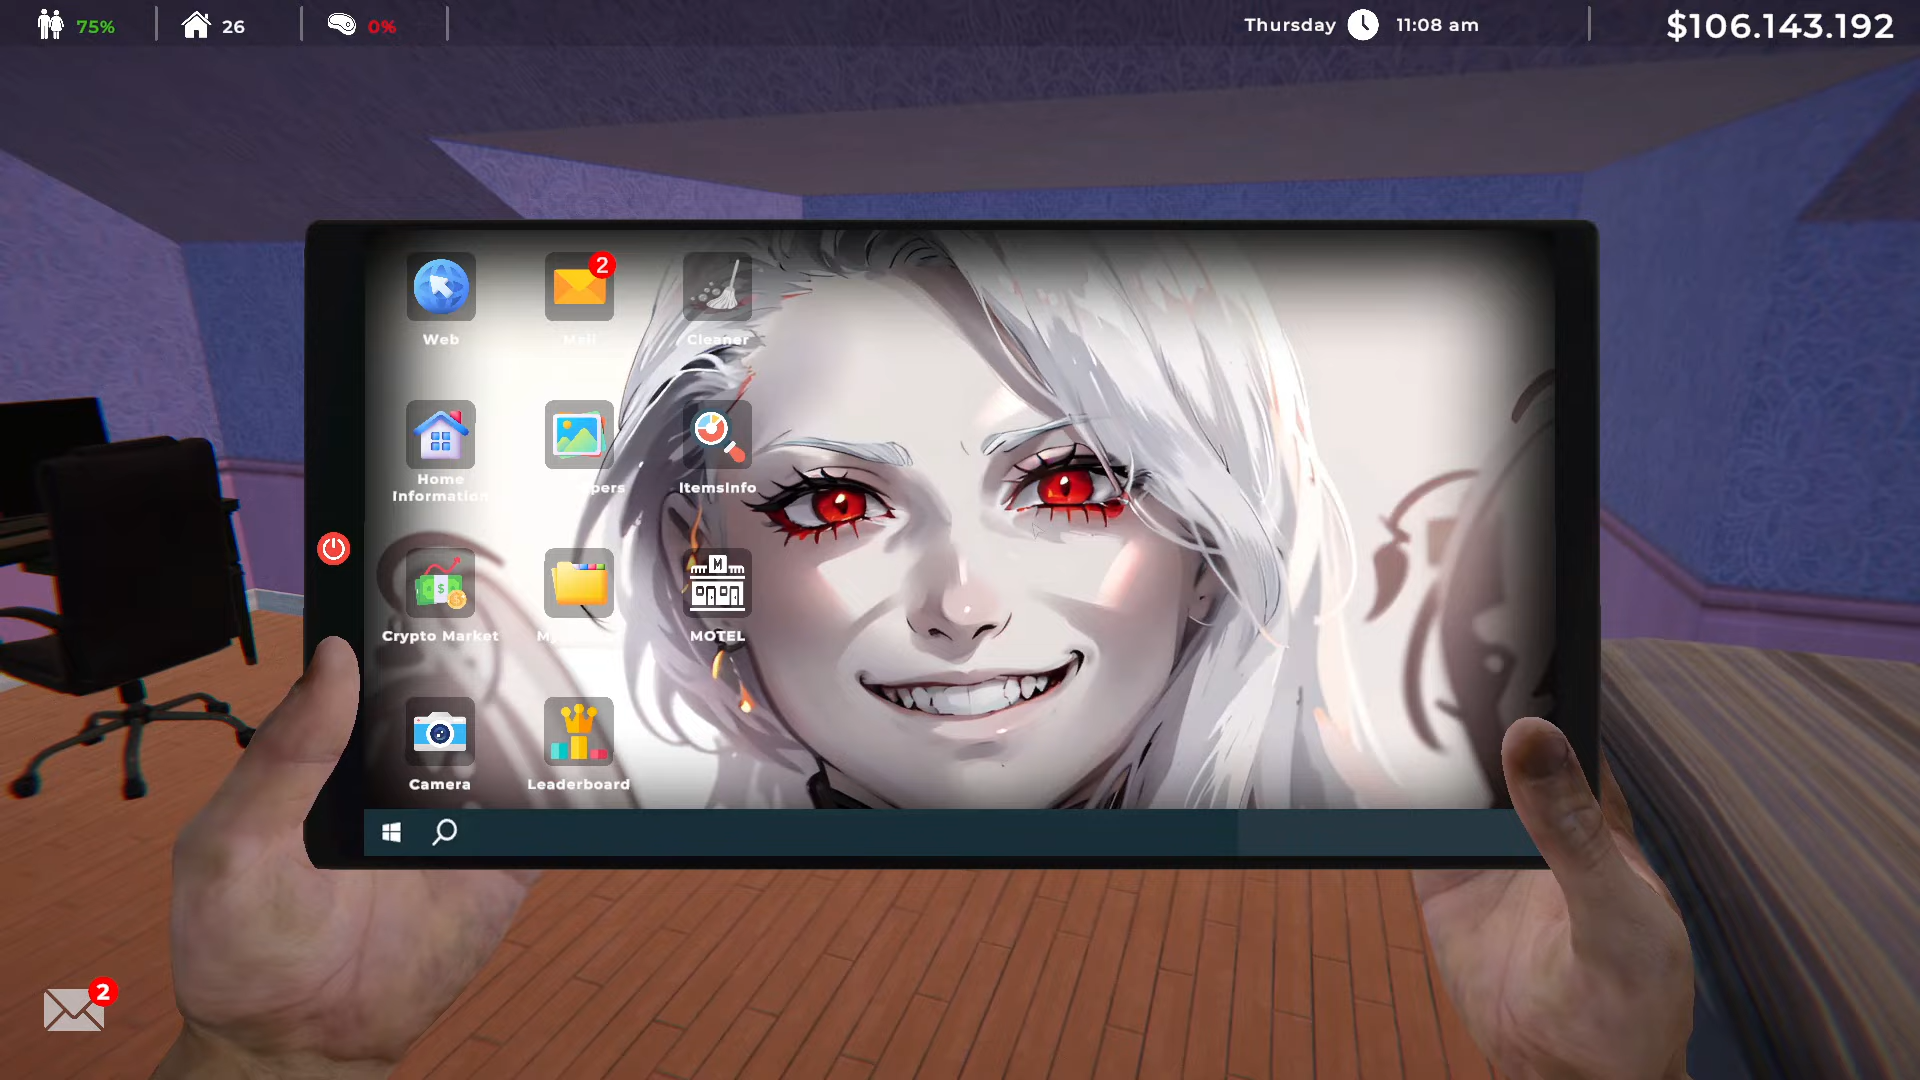 75%
26
0%
Thursday
11:08 am
$106.143.192
2
Web
Mail
Cleaner
Home
Information
ItemsInfo
M
Crypto Market
MOTEL
Camera
Leaderboard
2